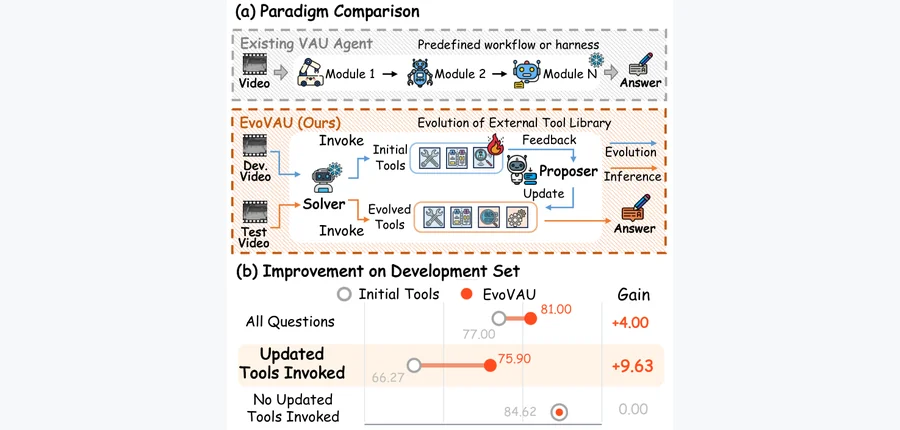 (a) Paradigm Comparison
Existing VAU Agent
Predefined workflow or harness
Video
Module 1
Module 2
Module N
Answer
EvoVAU (Ours)
Evolution of External Tool Library
Dev.
Video
Invoke
Initial
Tools
Feedback
Evolution
Proposer
Inference
Update
Solver
Evolved
Tools
Test
Video
Invoke
Answer
(b) Improvement on Development Set
Initial Tools
EvoVAU
Gain
All Questions
77.00
81.00
+4.00
Updated
Tools Invoked
66.27
75.90
+9.63
No Updated
Tools Invoked
84.62
0.00